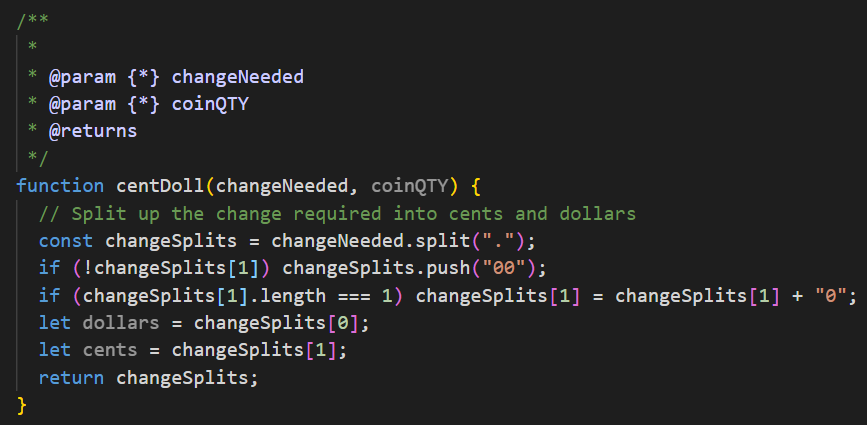 /**
 *
 * @param {*} changeNeeded
 * @param {*} coinQTY
 * @returns
 */
function centDoll(changeNeeded, coinQTY) {
  // Split up the change required into cents and dollars
  const changeSplits = changeNeeded.split(".");
  if (!changeSplits[1]) changeSplits.push("00");
  if (changeSplits[1].length === 1) changeSplits[1] = changeSplits[1] + "0";
  let dollars = changeSplits[0];
  let cents = changeSplits[1];
  return changeSplits;
}